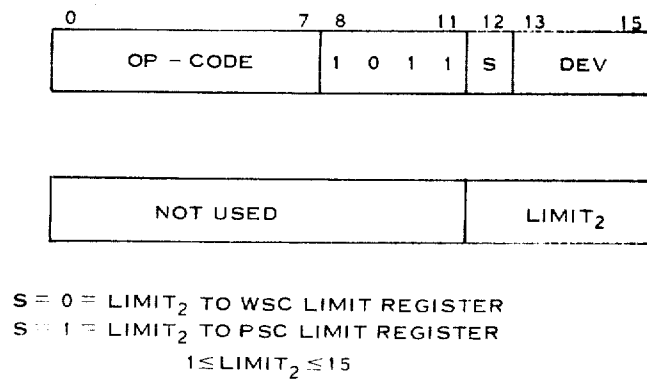 0 7 8 11 12 13 15
OP – CODE 1 0 1 1 S DEV
NOT USED LIMIT₂
S = 0 = LIMIT₂ TO WSC LIMIT REGISTER
S = 1 = LIMIT₂ TO PSC LIMIT REGISTER
1≤LIMIT₂≤15